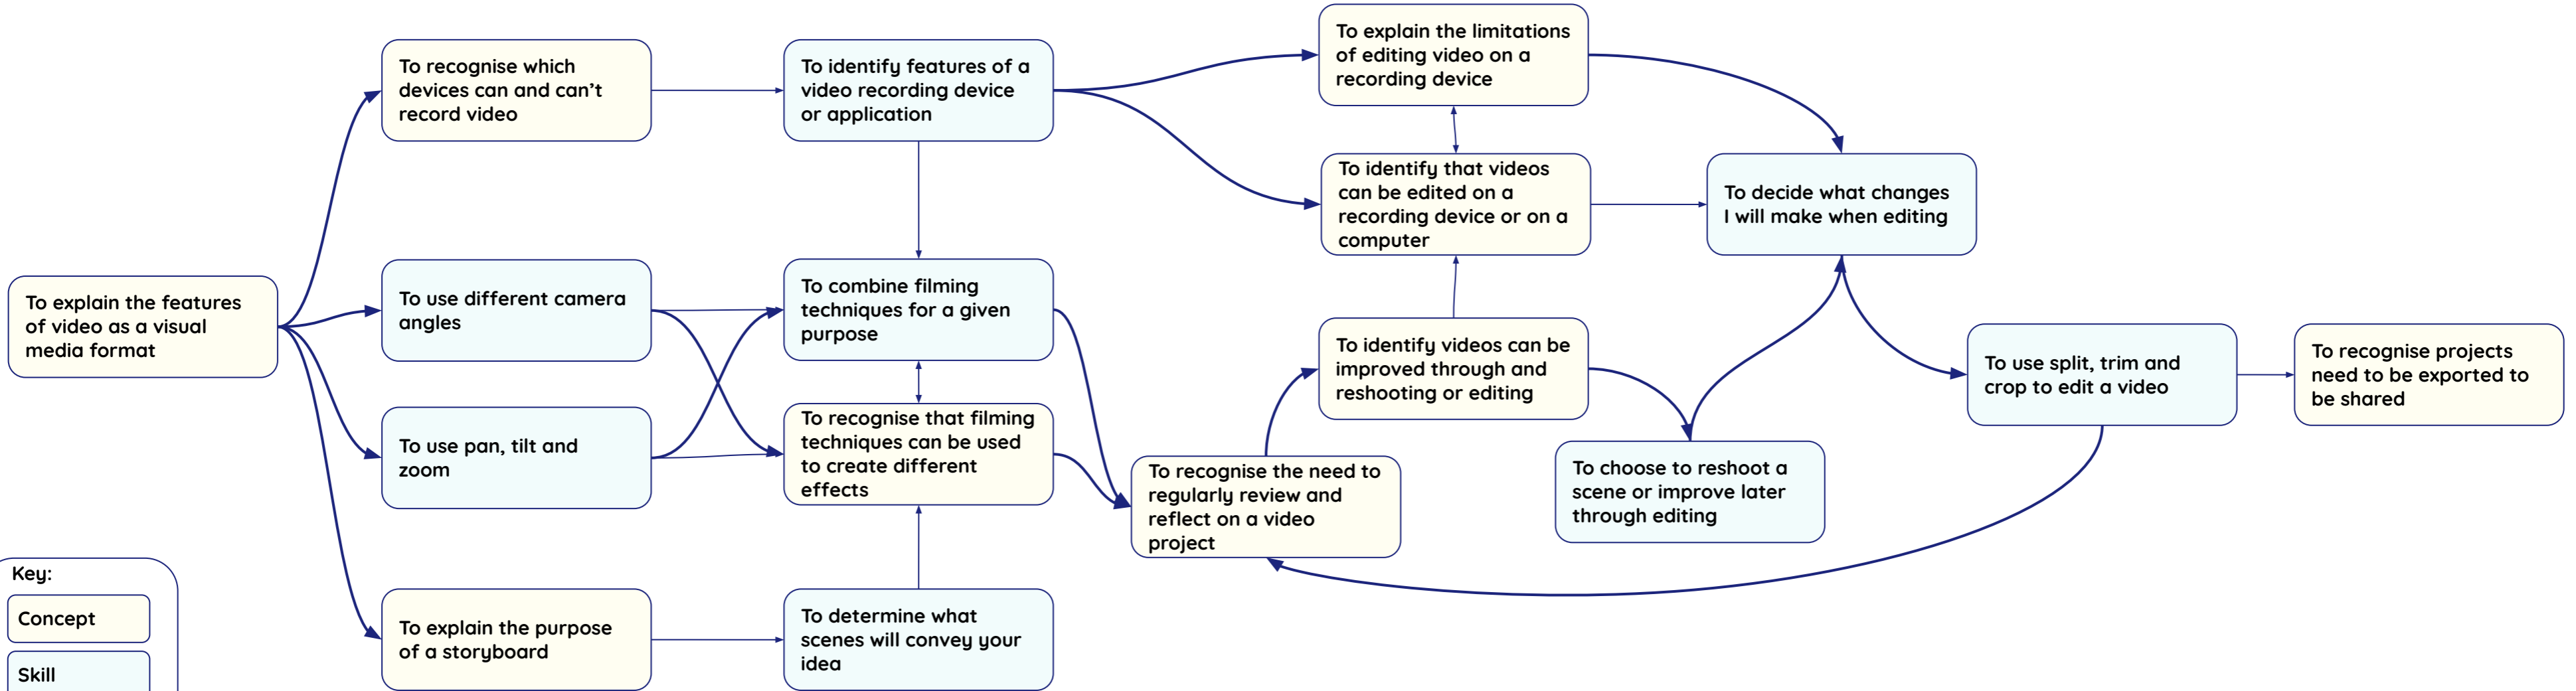 To explain the features
of video as a visual
media format
To recognise which
devices can and can't
record video
To use different camera
angles
To use pan, tilt and
zoom
To explain the purpose
of a storyboard
To identify features of a
video recording device
or application
To combine filming
techniques for a given
purpose
To recognise that filming
techniques can be used
to create different
effects
To determine what
scenes will convey your
idea
To recognise the need to
regularly review and
reflect on a video
project
To explain the limitations
of editing video on a
recording device
To identify that videos
can be edited on a
recording device or on a
computer
To identify videos can be
improved through and
reshooting or editing
To choose to reshoot a
scene or improve later
through editing
To decide what changes
I will make when editing
To use split, trim and
crop to edit a video
To recognise projects
need to be exported to
be shared
Key:
Concept
Skill